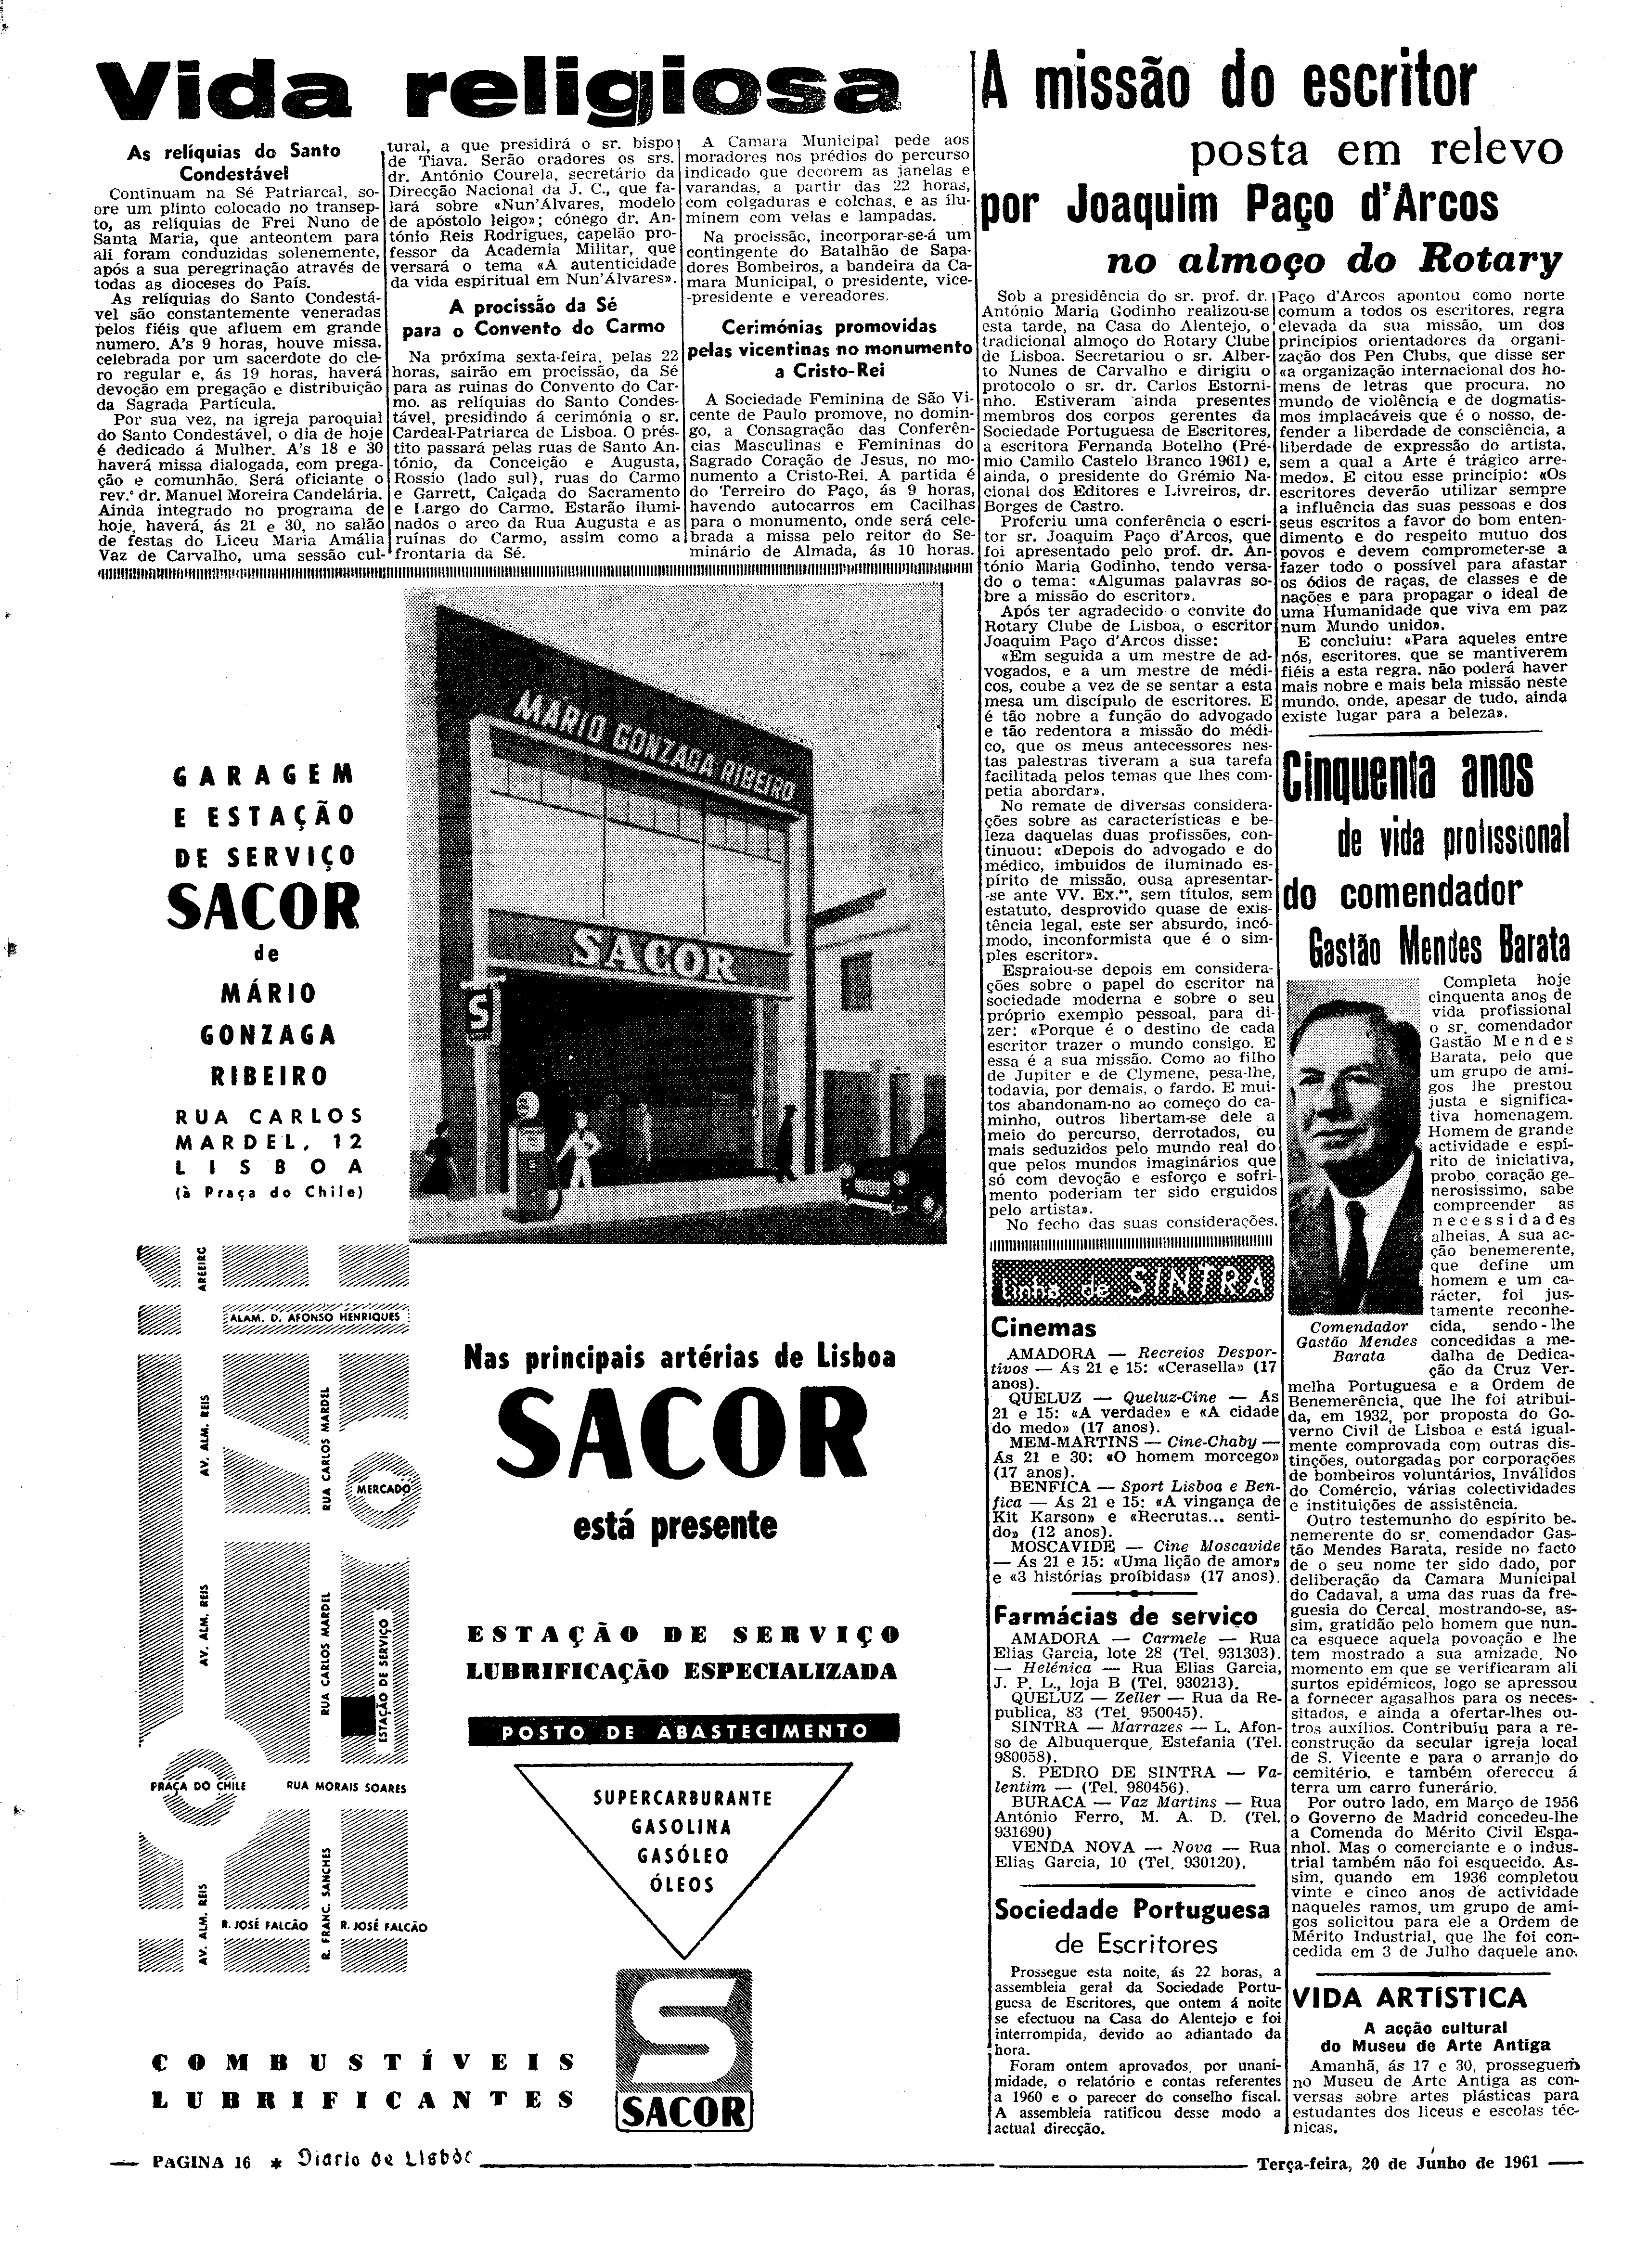 Vida religiosa
As relíquias do Santo
Condestável
Continuam na Sé Patriarcal, so-
bre um plinto colocado no transep-
to, as relíquias de Frei Nuno de
Santa Maria, que anteontem para
ali foram conduzidas solenemente,
após a sua peregrinação através de
todas as dioceses do País.
As relíquias do Santo Condestá-
vel são constantemente veneradas
pelos fiéis que afluem em grande
numero. A's 9 horas, houve missa,
celebrada por um sacerdote do cle-
ro regular e, ás 19 horas, haverá
devoção em pregação e distribuição
da Sagrada Partícula.
Por sua vez, na igreja paroquial
do Santo Condestável, o dia de hoje
é dedicado á Mulher. A's 18 e 30
haverá missa dialogada, com prega-
ção e comunhão. Será oficiante o
rev.º dr. Manuel Moreira Candelária.
Ainda integrado no programa de
hoje, haverá, ás 21 e 30, no salão
de festas do Liceu Maria Amália
Vaz de Carvalho, uma sessão cul-
tural, a que presidirá o sr. bispo
de Tiava. Serão oradores os srs.
dr. António Courela, secretário da
Direcção Nacional da J. C., que fa-
lará sobre «Nun'Álvares, modelo
de apóstolo leigo»; cónego dr. An-
tónio Reis Rodrigues, capelão pro-
fessor da Academia Militar, que
versará o tema «A autenticidade
da vida espiritual em Nun'Álvares».
A procissão da Sé
para o Convento do Carmo
Na próxima sexta-feira, pelas 22
horas, sairão em procissão, da Sé
para as ruinas do Convento do Car-
mo, as relíquias do Santo Condes-
tável, presidindo á cerimónia o sr.
Cardeal-Patriarca de Lisboa. O prés-
tito passará pelas ruas de Santo An-
tónio, da Conceição e Augusta,
Rossio (lado sul), ruas do Carmo
e Garrett, Calçada do Sacramento
e Largo do Carmo. Estarão ilumi-
nados o arco da Rua Augusta e as
ruínas do Carmo, assim como a
frontaria da Sé.
A Camara Municipal pede aos
moradores nos prédios do percurso
indicado que decorem as janelas e
varandas, a partir das 22 horas,
com colgaduras e colchas, e as ilu-
minem com velas e lampadas.
Na procissão, incorporar-se-á um
contingente do Batalhão de Sapa-
dores Bombeiros, a bandeira da Ca-
mara Municipal, o presidente, vice-
-presidente e vereadores.
Cerimónias promovidas
pelas vicentinas no monumento
a Cristo-Rei
A Sociedade Feminina de São Vi-
cente de Paulo promove, no domin-
go, a Consagração das Conferên-
cias Masculinas e Femininas do
Sagrado Coração de Jesus, no mo-
numento a Cristo-Rei. A partida é
do Terreiro do Paço, ás 9 horas,
havendo autocarros em Cacilhas
para o monumento, onde será cele-
brada a missa pelo reitor do Se-
minário de Almada, ás 10 horas.
A missão do escritor
posta em relevo
por Joaquim Paço d'Arcos
no almoço do Rotary
Sob a presidência do sr. prof. dr.
António Maria Godinho realizou-se
esta tarde, na Casa do Alentejo, o
tradicional almoço do Rotary Clube
de Lisboa. Secretariou o sr. Alber-
to Nunes de Carvalho e dirigiu o
protocolo o sr. dr. Carlos Estorni-
nho. Estiveram ainda presentes
membros dos corpos gerentes da
Sociedade Portuguesa de Escritores,
a escritora Fernanda Botelho (Pré-
mio Camilo Castelo Branco 1961) e,
ainda, o presidente do Grémio Na-
cional dos Editores e Livreiros, dr.
Borges de Castro.
Proferiu uma conferência o escri-
tor sr. Joaquim Paço d'Arcos, que
foi apresentado pelo prof. dr. An-
tónio Maria Godinho, tendo versa-
do o tema: «Algumas palavras so-
bre a missão do escritor».
Após ter agradecido o convite do
Rotary Clube de Lisboa, o escritor
Joaquim Paço d'Arcos disse:
«Em seguida a um mestre de ad-
vogados, e a um mestre de médi-
cos, coube a vez de se sentar a esta
mesa um discípulo de escritores. E
é tão nobre a função do advogado
e tão redentora a missão do médi-
co, que os meus antecessores nes-
tas palestras tiveram a sua tarefa
facilitada pelos temas que lhes com-
petia abordar».
No remate de diversas considera-
ções sobre as características e be-
leza daquelas duas profissões, con-
tinuou: «Depois do advogado e do
médico, imbuidos de iluminado es-
pírito de missão, ousa apresentar-
-se ante VV. Ex.ªˢ, sem títulos, sem
estatuto, desprovido quase de exis-
tência legal, este ser absurdo, incó-
modo, inconformista que é o sim-
ples escritor».
Espraiou-se depois em considera-
ções sobre o papel do escritor na
sociedade moderna e sobre o seu
próprio exemplo pessoal, para di-
zer: «Porque é o destino de cada
escritor trazer o mundo consigo. E
essa é a sua missão. Como ao filho
de Jupiter e de Clymene, pesa-lhe,
todavia, por demais, o fardo. E mui-
tos abandonam-no ao começo do ca-
minho, outros libertam-se dele a
meio do percurso, derrotados, ou
mais seduzidos pelo mundo real do
que pelos mundos imaginários que
só com devoção e esforço e sofri-
mento poderiam ter sido erguidos
pelo artista».
No fecho das suas considerações,
Paço d'Arcos apontou como norte
comum a todos os escritores, regra
elevada da sua missão, um dos
princípios orientadores da organi-
zação dos Pen Clubs, que disse ser
«a organização internacional dos ho-
mens de letras que procura, no
mundo de violência e de dogmatis-
mos implacáveis que é o nosso, de-
fender a liberdade de consciência, a
liberdade de expressão do artista,
sem a qual a Arte é trágico arre-
medo». E citou esse princípio: «Os
escritores deverão utilizar sempre
a influência das suas pessoas e dos
seus escritos a favor do bom enten-
dimento e do respeito mutuo dos
povos e devem comprometer-se a
fazer todo o possível para afastar
os ódios de raças, de classes e de
nações e para propagar o ideal de
uma Humanidade que viva em paz
num Mundo unido».
E concluiu: «Para aqueles entre
nós, escritores, que se mantiverem
fiéis a esta regra, não poderá haver
mais nobre e mais bela missão neste
mundo, onde, apesar de tudo, ainda
existe lugar para a beleza».
Cinquenta anos
de vida profissional
do comendador
Gastão Mendes Barata
Completa hoje
cinquenta anos de
vida profissional
o sr. comendador
Gastão Mendes
Barata, pelo que
um grupo de ami-
gos lhe prestou
justa e significa-
tiva homenagem.
Homem de grande
actividade e espí-
rito de iniciativa,
probo, coração ge-
nerosissimo, sabe
compreender as
necessidades
alheias. A sua ac-
ção benemerente,
que define um
homem e um ca-
rácter, foi jus-
tamente reconhe-
cida, sendo-lhe
concedidas a me-
dalha de Dedica-
ção da Cruz Ver-
melha Portuguesa e a Ordem de
Benemerência, que lhe foi atribui-
da, em 1932, por proposta do Go-
verno Civil de Lisboa e está igual-
mente comprovada com outras dis-
tinções, outorgadas por corporações
de bombeiros voluntários, Inválidos
do Comércio, várias colectividades
e instituições de assistência.
Outro testemunho do espírito be-
nemerente do sr. comendador Gas-
tão Mendes Barata, reside no facto
de o seu nome ter sido dado, por
deliberação da Camara Municipal
do Cadaval, a uma das ruas da fre-
guesia do Cercal, mostrando-se, as-
sim, gratidão pelo homem que nun-
ca esquece aquela povoação e lhe
tem mostrado a sua amizade. No
momento em que se verificaram ali
surtos epidémicos, logo se apressou
a fornecer agasalhos para os neces-
sitados, e ainda a ofertar-lhes ou-
tros auxílios. Contribuiu para a re-
construção da secular igreja local
de S. Vicente e para o arranjo do
cemitério, e também ofereceu á
terra um carro funerário.
Por outro lado, em Março de 1956
o Governo de Madrid concedeu-lhe
a Comenda do Mérito Civil Espa-
nhol. Mas o comerciante e o indus-
trial também não foi esquecido. As-
sim, quando em 1936 completou
vinte e cinco anos de actividade
naqueles ramos, um grupo de ami-
gos solicitou para ele a Ordem de
Mérito Industrial, que lhe foi con-
cedida em 3 de Julho daquele ano.
Comendador
Gastão Mendes
Barata
VIDA ARTÍSTICA
A acção cultural
do Museu de Arte Antiga
Amanhã, ás 17 e 30, prosseguem
no Museu de Arte Antiga as con-
versas sobre artes plásticas para
estudantes dos liceus e escolas téc-
nicas.
Linha de SINTRA
Cinemas
AMADORA — Recreios Despor-
tivos — Ás 21 e 15: «Cerasella» (17
anos).
QUELUZ — Queluz-Cine — Ás
21 e 15: «A verdade» e «A cidade
do medo» (17 anos).
MEM-MARTINS — Cine-Chaby —
Ás 21 e 30: «O homem morcego»
(17 anos).
BENFICA — Sport Lisboa e Ben-
fica — Ás 21 e 15: «A vingança de
Kit Karson» e «Recrutas... senti-
do» (12 anos).
MOSCAVIDE — Cine Moscavide
— Ás 21 e 15: «Uma lição de amor»
e «3 histórias proíbidas» (17 anos).
Farmácias de serviço
AMADORA — Carmele — Rua
Elias Garcia, lote 28 (Tel. 931303).
— Helénica — Rua Elias Garcia,
J. P. L., loja B (Tel. 930213).
QUELUZ — Zeller — Rua da Re-
publica, 83 (Tel. 950045).
SINTRA — Marrazes — L. Afon-
so de Albuquerque, Estefania (Tel.
980058).
S. PEDRO DE SINTRA — Va-
lentim — (Tel. 980456).
BURACA — Vaz Martins — Rua
António Ferro, M. A. D. (Tel.
931690)
VENDA NOVA — Nova — Rua
Elias Garcia, 10 (Tel. 930120).
Sociedade Portuguesa
de Escritores
Prossegue esta noite, ás 22 horas, a
assembleia geral da Sociedade Portu-
guesa de Escritores, que ontem á noite
se efectuou na Casa do Alentejo e foi
interrompida, devido ao adiantado da
hora.
Foram ontem aprovados, por unani-
midade, o relatório e contas referentes
a 1960 e o parecer do conselho fiscal.
A assembleia ratificou desse modo a
actual direcção.
GARAGEM
E ESTAÇÃO
DE SERVIÇO
SACOR
de
MÁRIO
GONZAGA
RIBEIRO
RUA CARLOS
MARDEL, 12
LISBOA
(à Praça do Chile)
MÁRIO GONZAGA RIBEIRO
SACOR
S
AREEIRO
ALAM. D. AFONSO HENRIQUES
AV. ALM. REIS
RUA CARLOS MARDEL
MERCADO
AV. ALM. REIS
RUA CARLOS MARDEL
ESTAÇÃO DE SERVIÇO
PRAÇA DO CHILE
RUA MORAIS SOARES
AV. ALM. REIS
R. FRANC. SANCHES
R. JOSÉ FALCÃO
R. JOSÉ FALCÃO
Nas principais artérias de Lisboa
SACOR
está presente
ESTAÇÃO DE SERVIÇO
LUBRIFICAÇÃO ESPECIALIZADA
POSTO DE ABASTECIMENTO
SUPERCARBURANTE
GASOLINA
GASÓLEO
ÓLEOS
S
SACOR
COMBUSTÍVEIS
LUBRIFICANTES
PAGINA 16 * Diario de Lisboa
Terça-feira, 20 de Junho de 1961